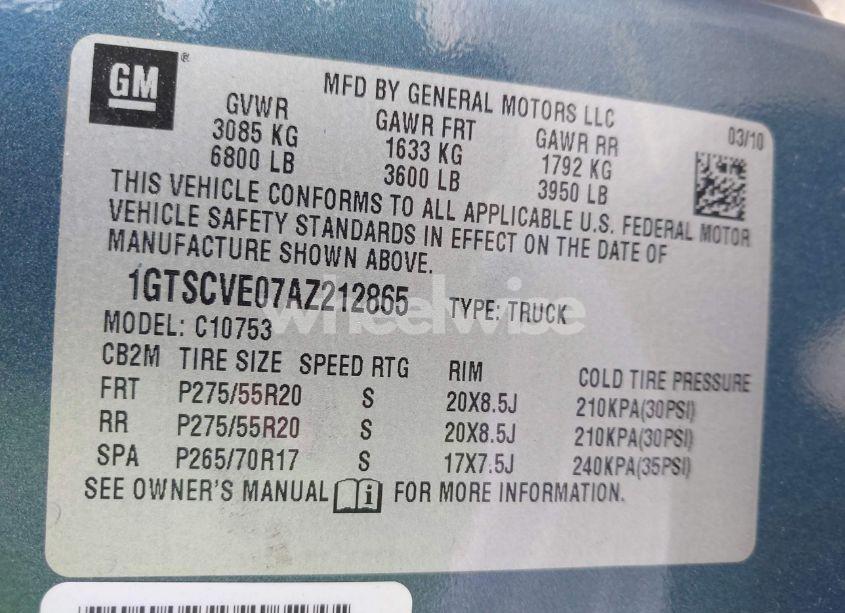 GM
MFD BY GENERAL MOTORS LLC
03/10
GVWR GAWR FRT GAWR RR
3085 KG 1633 KG 1792 KG
6800 LB 3600 LB 3950 LB
THIS VEHICLE CONFORMS TO ALL APPLICABLE U.S. FEDERAL MOTOR
VEHICLE SAFETY STANDARDS IN EFFECT ON THE DATE OF
MANUFACTURE SHOWN ABOVE.
1GTSCVE07AZ212865 TYPE: TRUCK
wheelwise
MODEL: C10753
CB2M TIRE SIZE SPEED RTG RIM COLD TIRE PRESSURE
FRT P275/55R20 S 20X8.5J 210KPA(30PSI)
RR P275/55R20 S 20X8.5J 210KPA(30PSI)
SPA P265/70R17 S 17X7.5J 240KPA(35PSI)
SEE OWNER'S MANUAL FOR MORE INFORMATION.